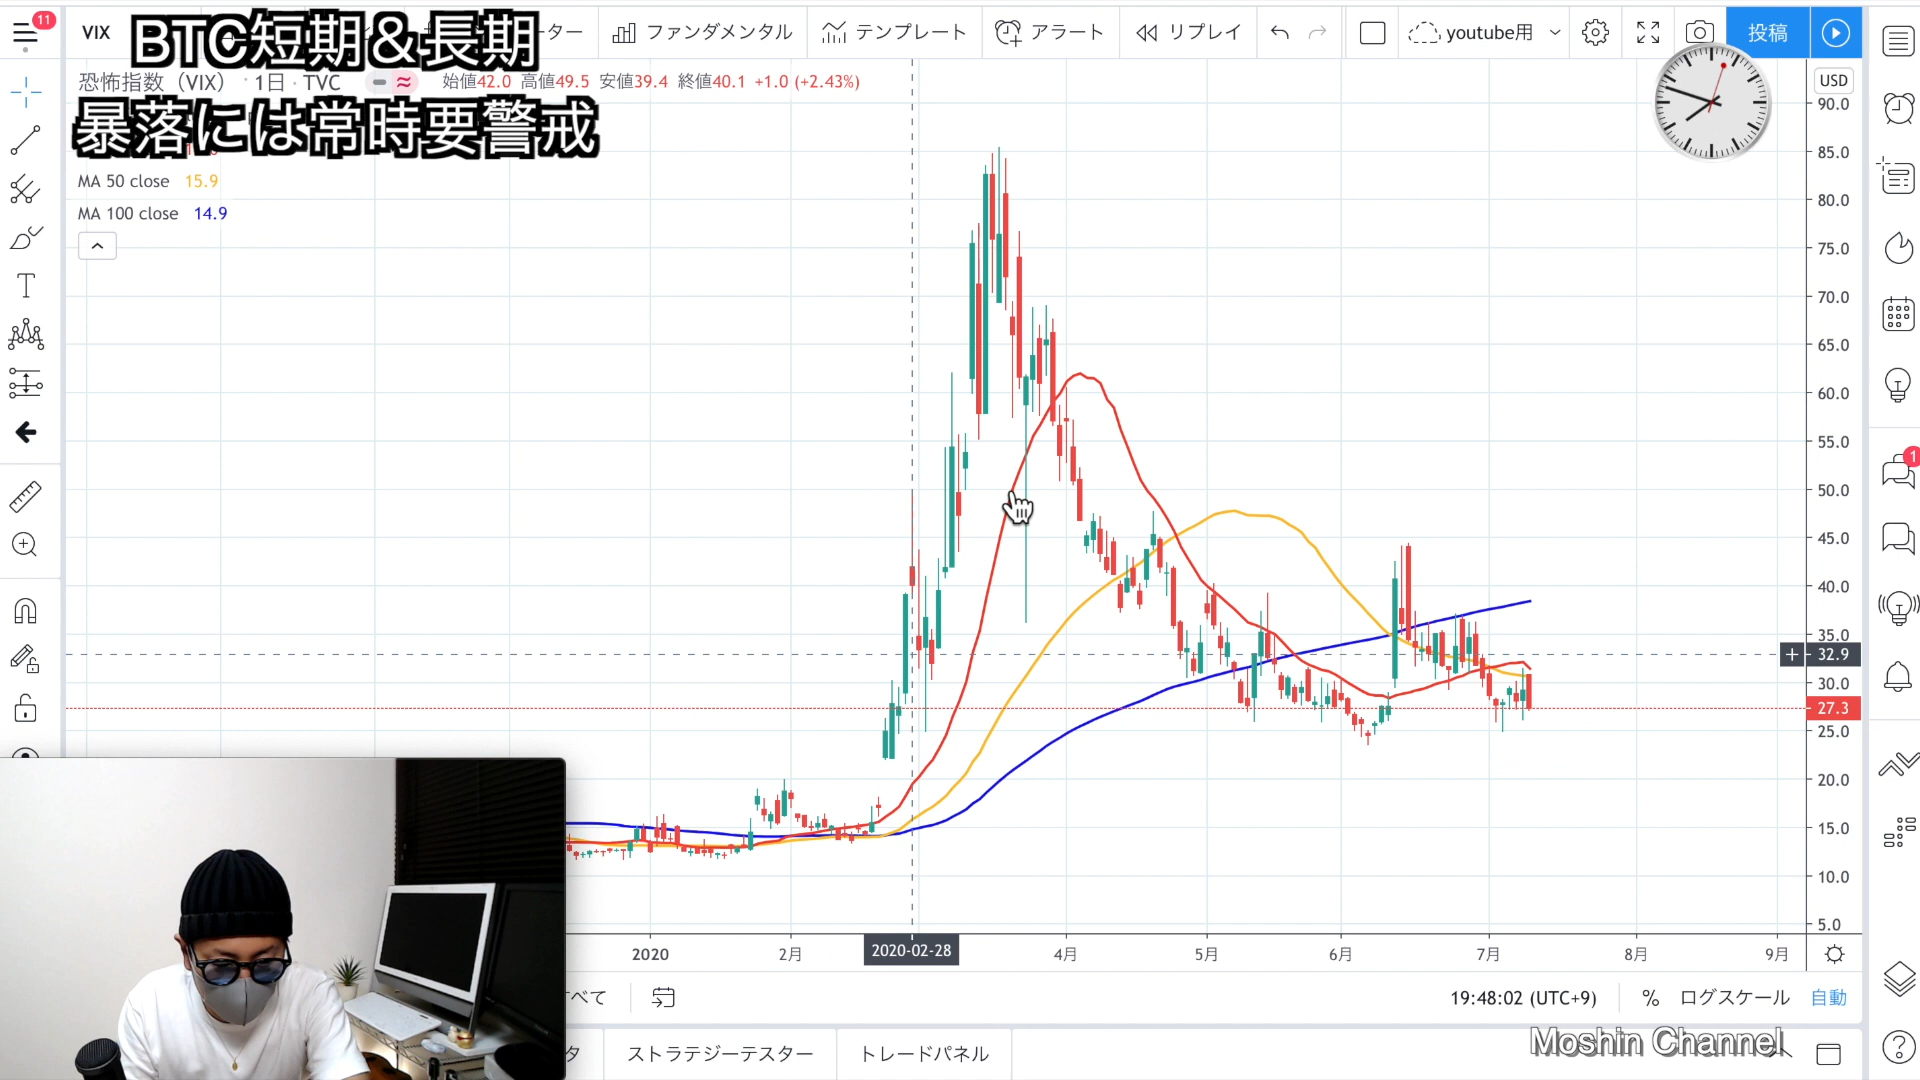 11
VIX
BTC短期＆長期
ーター
ファンダメンタル
テンプレート
アラート
リプレイ
youtube用
投稿
恐怖指数（VIX） · 1日 · TVC
始値42.0 高値49.5 安値39.4 終値40.1 +1.0 (+2.43%)
暴落には常時要警戒
MA 50 close 15.9
MA 100 close 14.9
USD
90.0
85.0
80.0
75.0
70.0
65.0
60.0
55.0
50.0
45.0
40.0
35.0
32.9
30.0
27.3
25.0
20.0
15.0
10.0
5.0
1
2020
2月
2020-02-28
4月
5月
6月
7月
8月
9月
べて
19:48:02 (UTC+9)
%
ログスケール
自動
タ
ストラテジーテスター
トレードパネル
Moshin Channel